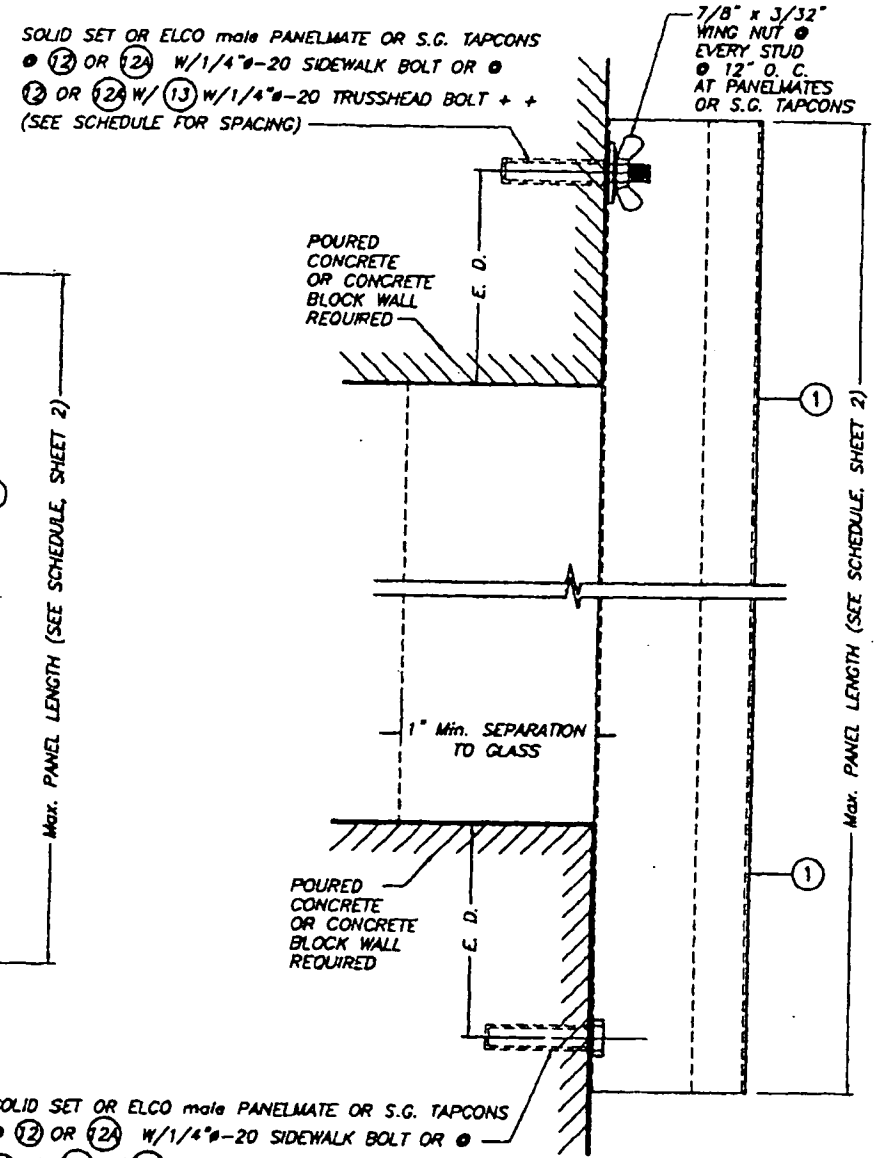 SOLID SET OR ELCO male PANELMATE OR S.G. TAPCONS
@ 12 OR 12A W/1/4"ø-20 SIDEWALK BOLT OR @
12 OR 12A W/ 13 W/1/4"ø-20 TRUSSHEAD BOLT + +
(SEE SCHEDULE FOR SPACING)
7/8" x 3/32"
WING NUT @
EVERY STUD
@ 12" O. C.
AT PANELMATES
OR S.G. TAPCONS
POURED
CONCRETE
OR CONCRETE
BLOCK WALL
REQUIRED
E. D.
1
Max. PANEL LENGTH (SEE SCHEDULE, SHEET 2)
Max. PANEL LENGTH (SEE SCHEDULE, SHEET 2)
1" Min. SEPARATION
TO GLASS
1
POURED
CONCRETE
OR CONCRETE
BLOCK WALL
REQUIRED
E. D.
SOLID SET OR ELCO male PANELMATE OR S.G. TAPCONS
12 OR 12A W/1/4"ø-20 SIDEWALK BOLT OR @